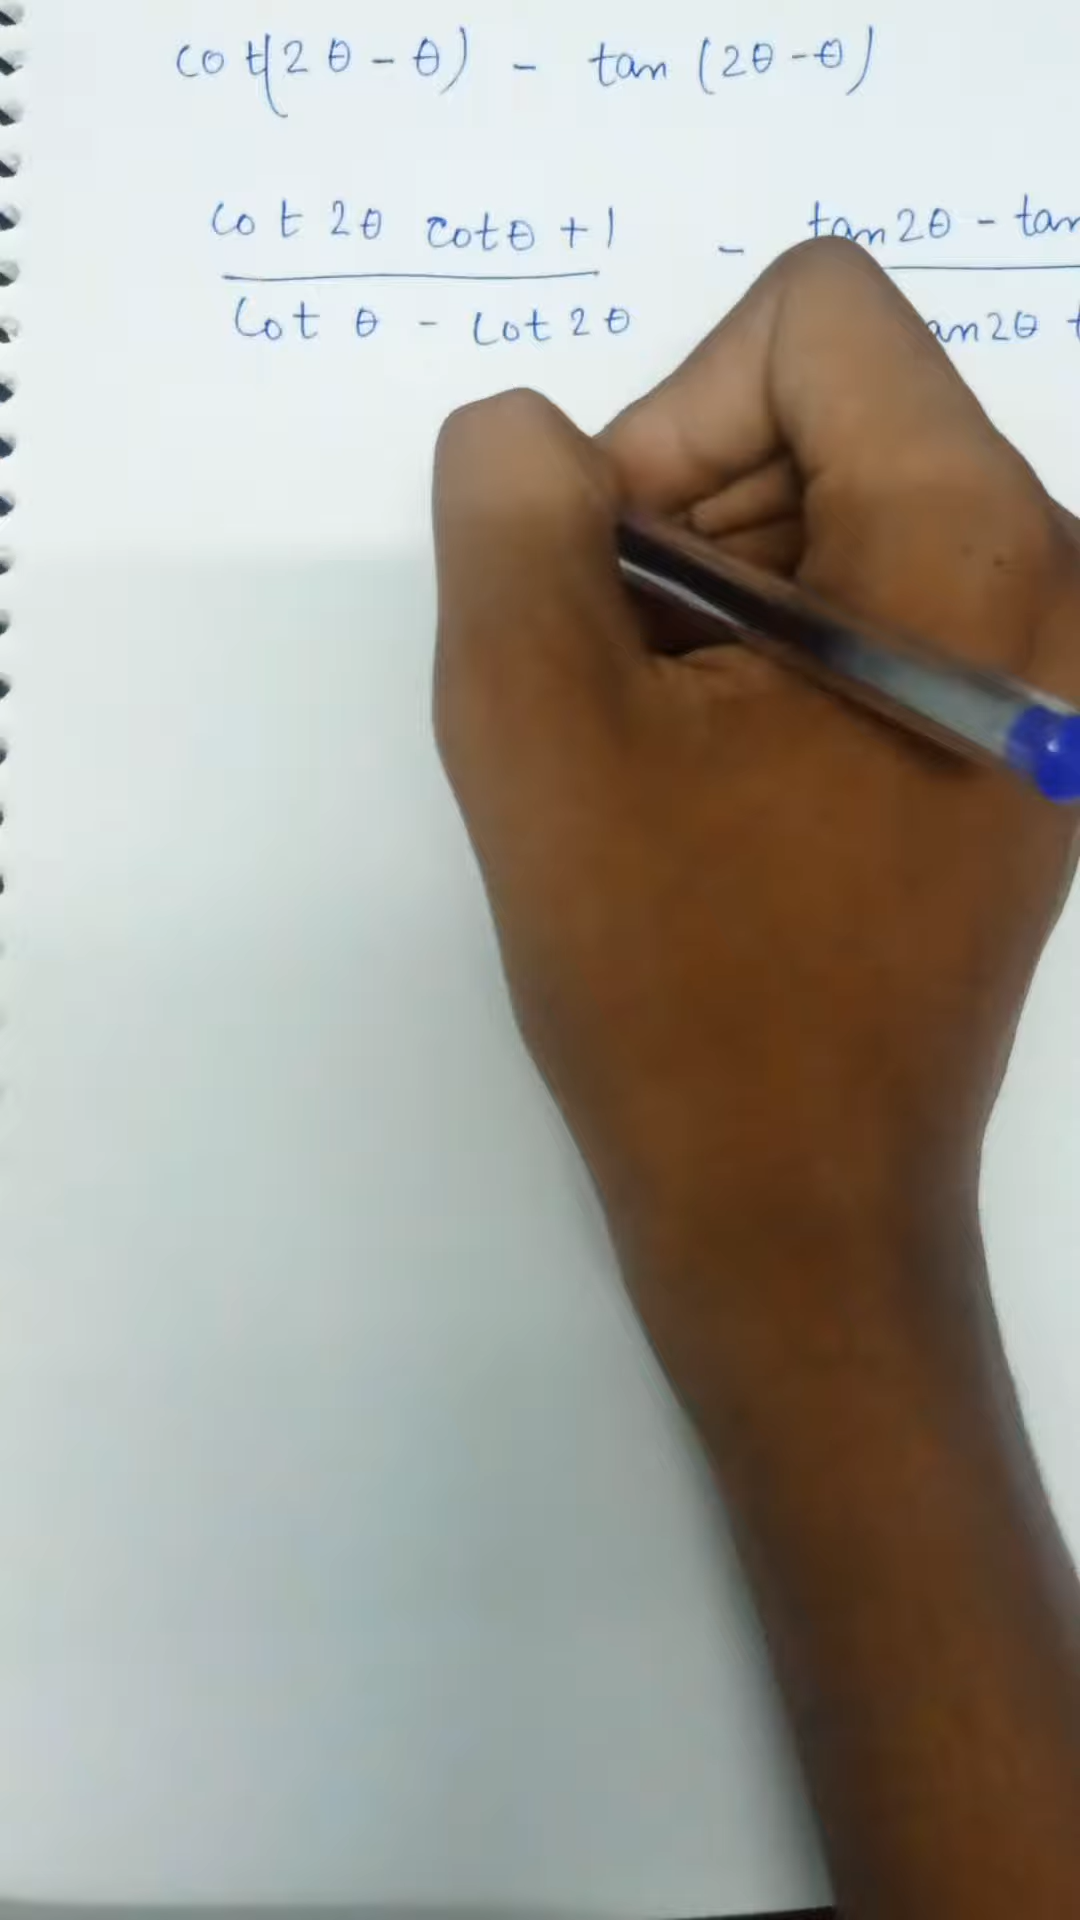 cot(2θ - θ) - tan (2θ - θ)
cot 2θ cotθ + 1 - tan2θ - tan
cot θ - cot 2θ an2θ t